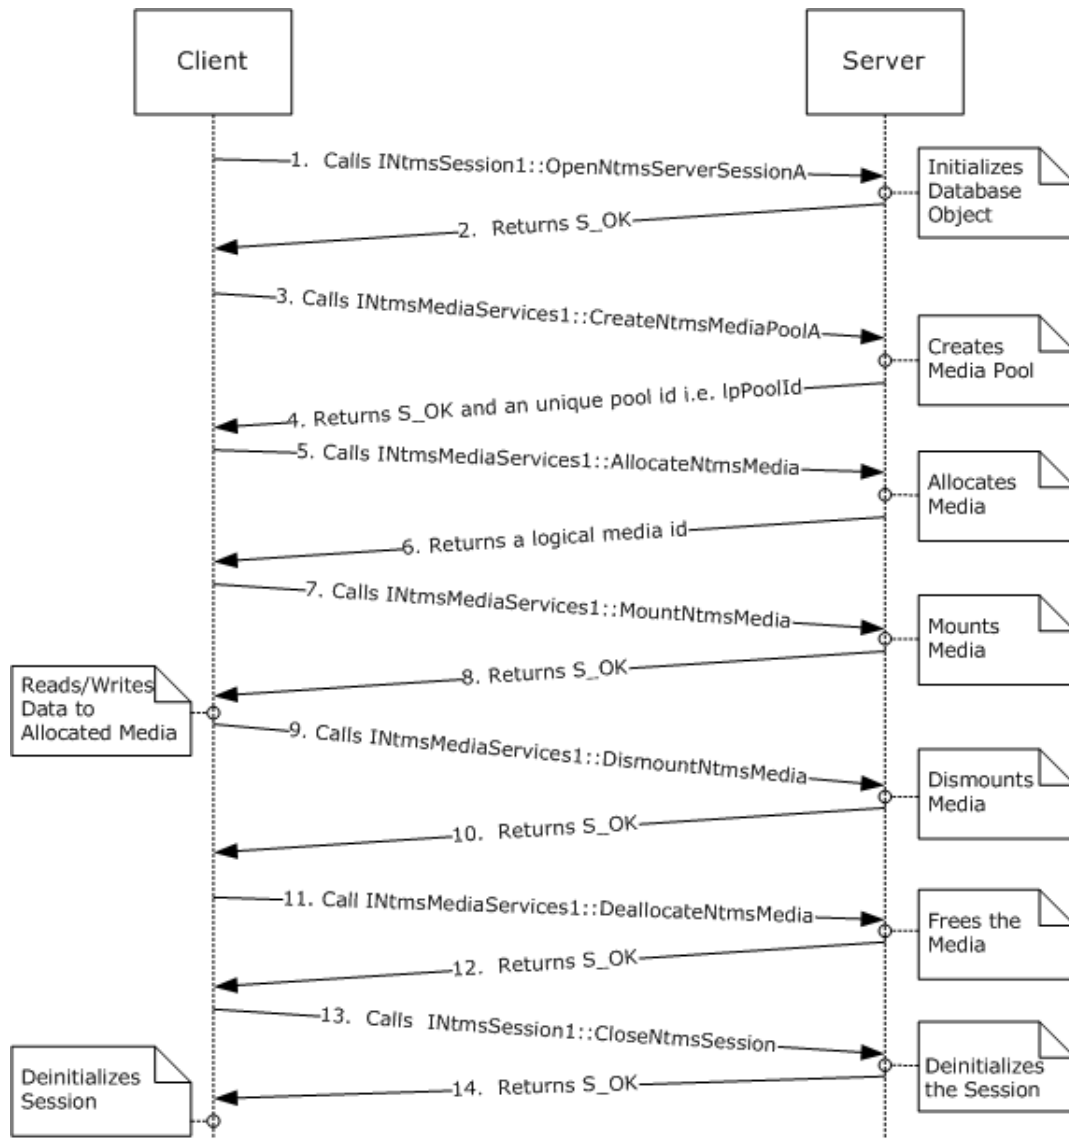 Client
Server
1.  Calls INtmsSession1::OpenNtmsServerSessionA
Initializes
Database
Object
2.  Returns S_OK
3. Calls INtmsMediaServices1::CreateNtmsMediaPoolA
Creates
Media Pool
4. Returns S_OK and an unique pool id i.e. lpPoolId
5. Calls INtmsMediaServices1::AllocateNtmsMedia
Allocates
Media
6. Returns a logical media id
7. Calls INtmsMediaServices1::MountNtmsMedia
Mounts
Media
8. Returns S_OK
Reads/Writes
Data to
Allocated Media
9. Calls INtmsMediaServices1::DismountNtmsMedia
Dismounts
Media
10.  Returns S_OK
11. Call INtmsMediaServices1::DeallocateNtmsMedia
Frees the
Media
12.  Returns S_OK
13.  Calls  INtmsSession1::CloseNtmsSession
Deinitializes
the Session
14.  Returns S_OK
Deinitializes
Session